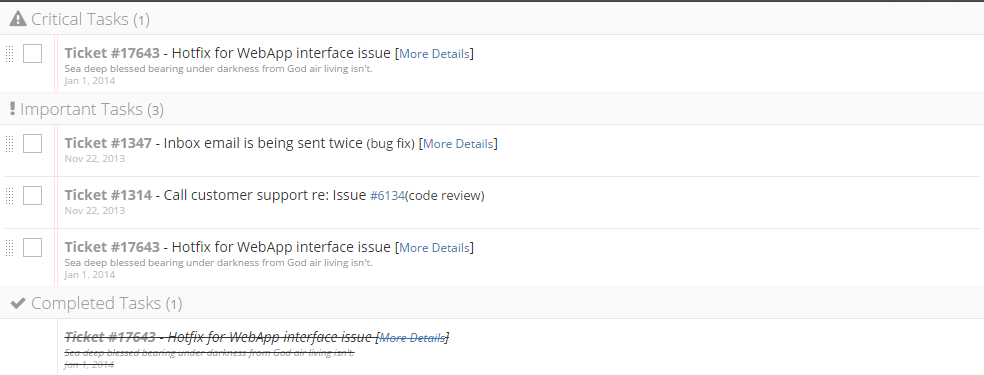 Critical Tasks (1)
Ticket #17643 - Hotfix for WebApp interface issue [More Details]
Sea deep blessed bearing under darkness from God air living isn't.
Jan 1, 2014
Important Tasks (3)
Ticket #1347 - Inbox email is being sent twice (bug fix) [More Details]
Nov 22, 2013
Ticket #1314 - Call customer support re: Issue #6134(code review)
Nov 22, 2013
Ticket #17643 - Hotfix for WebApp interface issue [More Details]
Sea deep blessed bearing under darkness from God air living isn't.
Jan 1, 2014
Completed Tasks (1)
Ticket #17643 - Hotfix for WebApp interface issue [More Details]
Sea deep blessed bearing under darkness from God air living isn't.
Jan 1, 2014